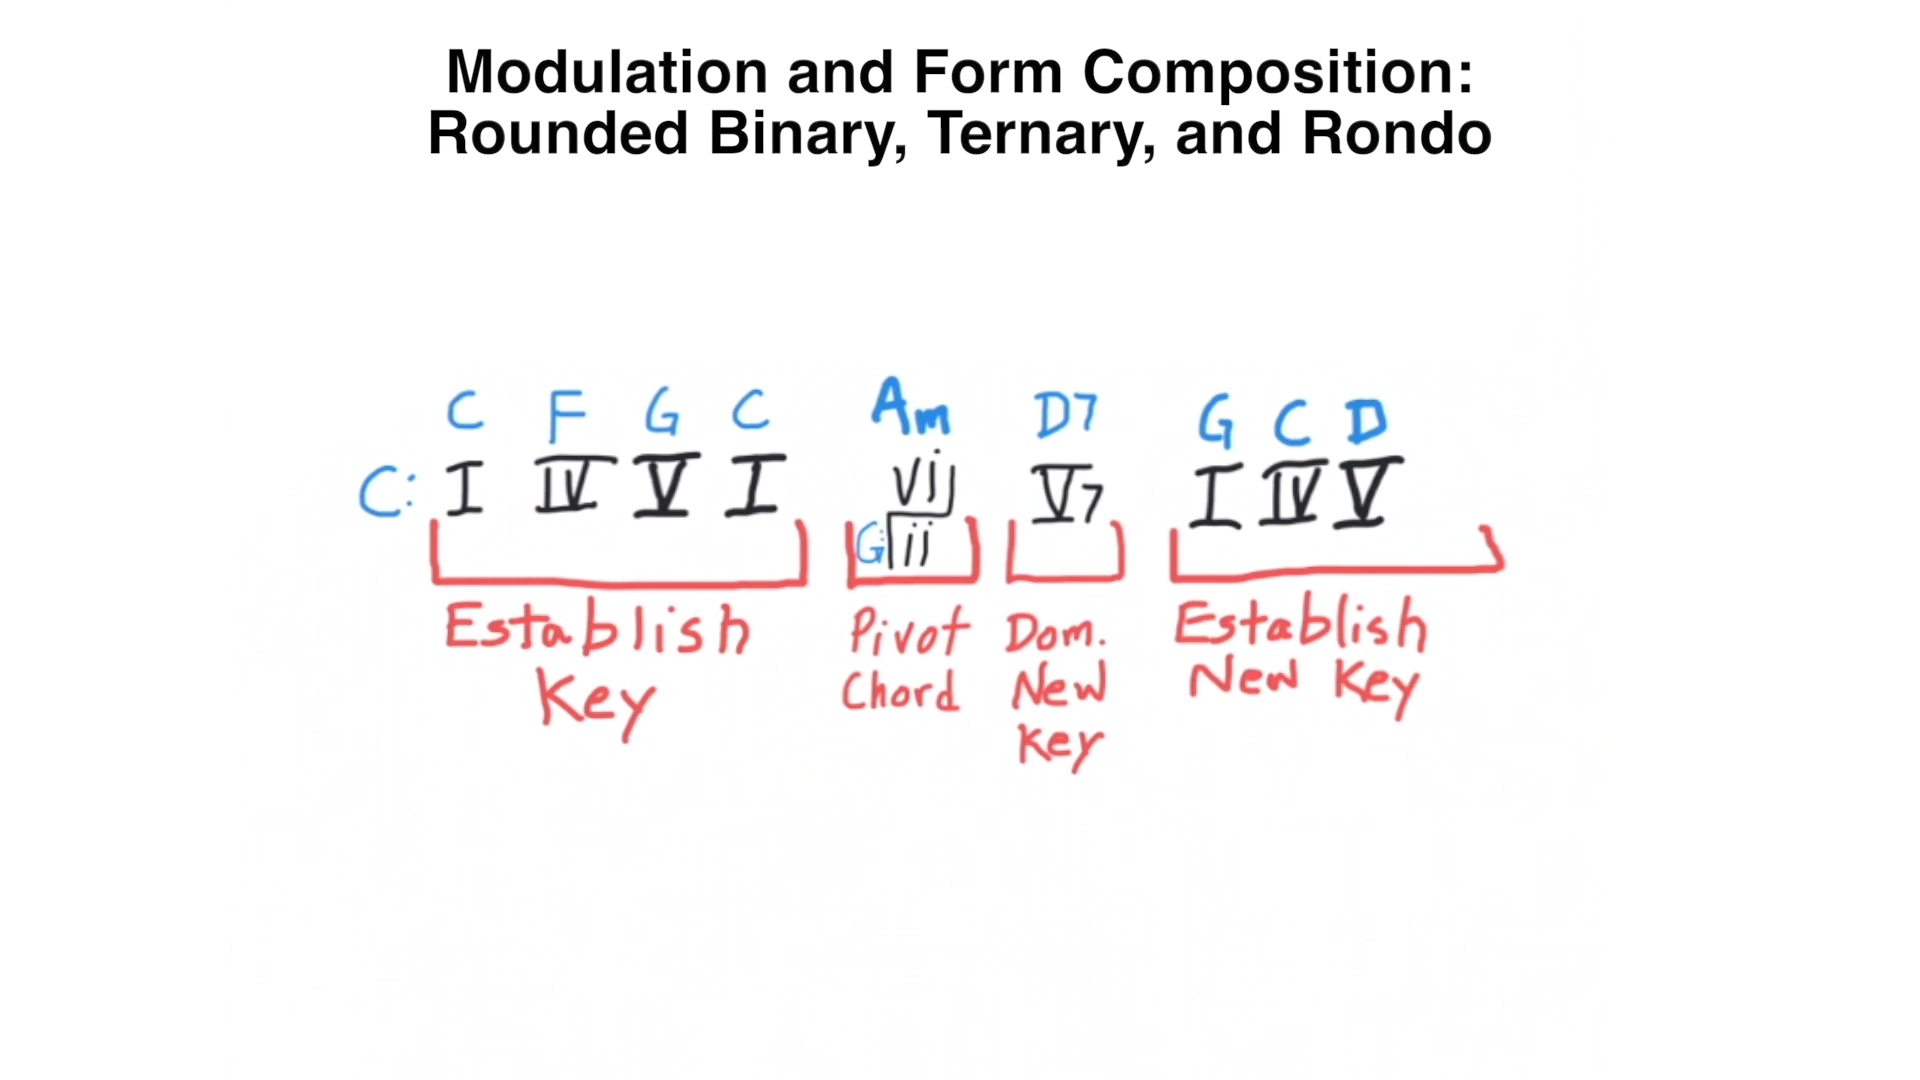 Modulation and Form Composition:
Rounded Binary, Ternary, and Rondo
C F G C Am D7 G C D
C: I IV V I vi V7 I IV V
G: ii
Establish Key
Pivot Chord
Dom. New Key
Establish New Key